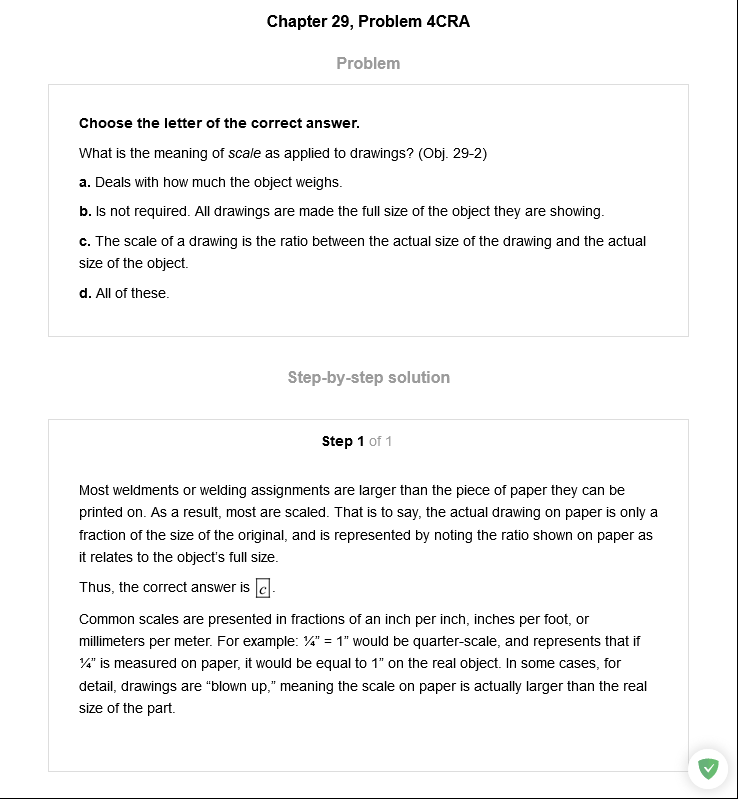 Chapter 29, Problem 4CRA
Problem
Choose the letter of the correct answer.
What is the meaning of scale as applied to drawings? (Obj. 29-2)
a. Deals with how much the object weighs.
b. Is not required. All drawings are made the full size of the object they are showing.
c. The scale of a drawing is the ratio between the actual size of the drawing and the actual
size of the object.
d. All of these.
Step-by-step solution
Step 1 of 1
Most weldments or welding assignments are larger than the piece of paper they can be
printed on. As a result, most are scaled. That is to say, the actual drawing on paper is only a
fraction of the size of the original, and is represented by noting the ratio shown on paper as
it relates to the object’s full size.
Thus, the correct answer is c.
Common scales are presented in fractions of an inch per inch, inches per foot, or
millimeters per meter. For example: ¼” = 1” would be quarter-scale, and represents that if
¼” is measured on paper, it would be equal to 1” on the real object. In some cases, for
detail, drawings are “blown up,” meaning the scale on paper is actually larger than the real
size of the part.